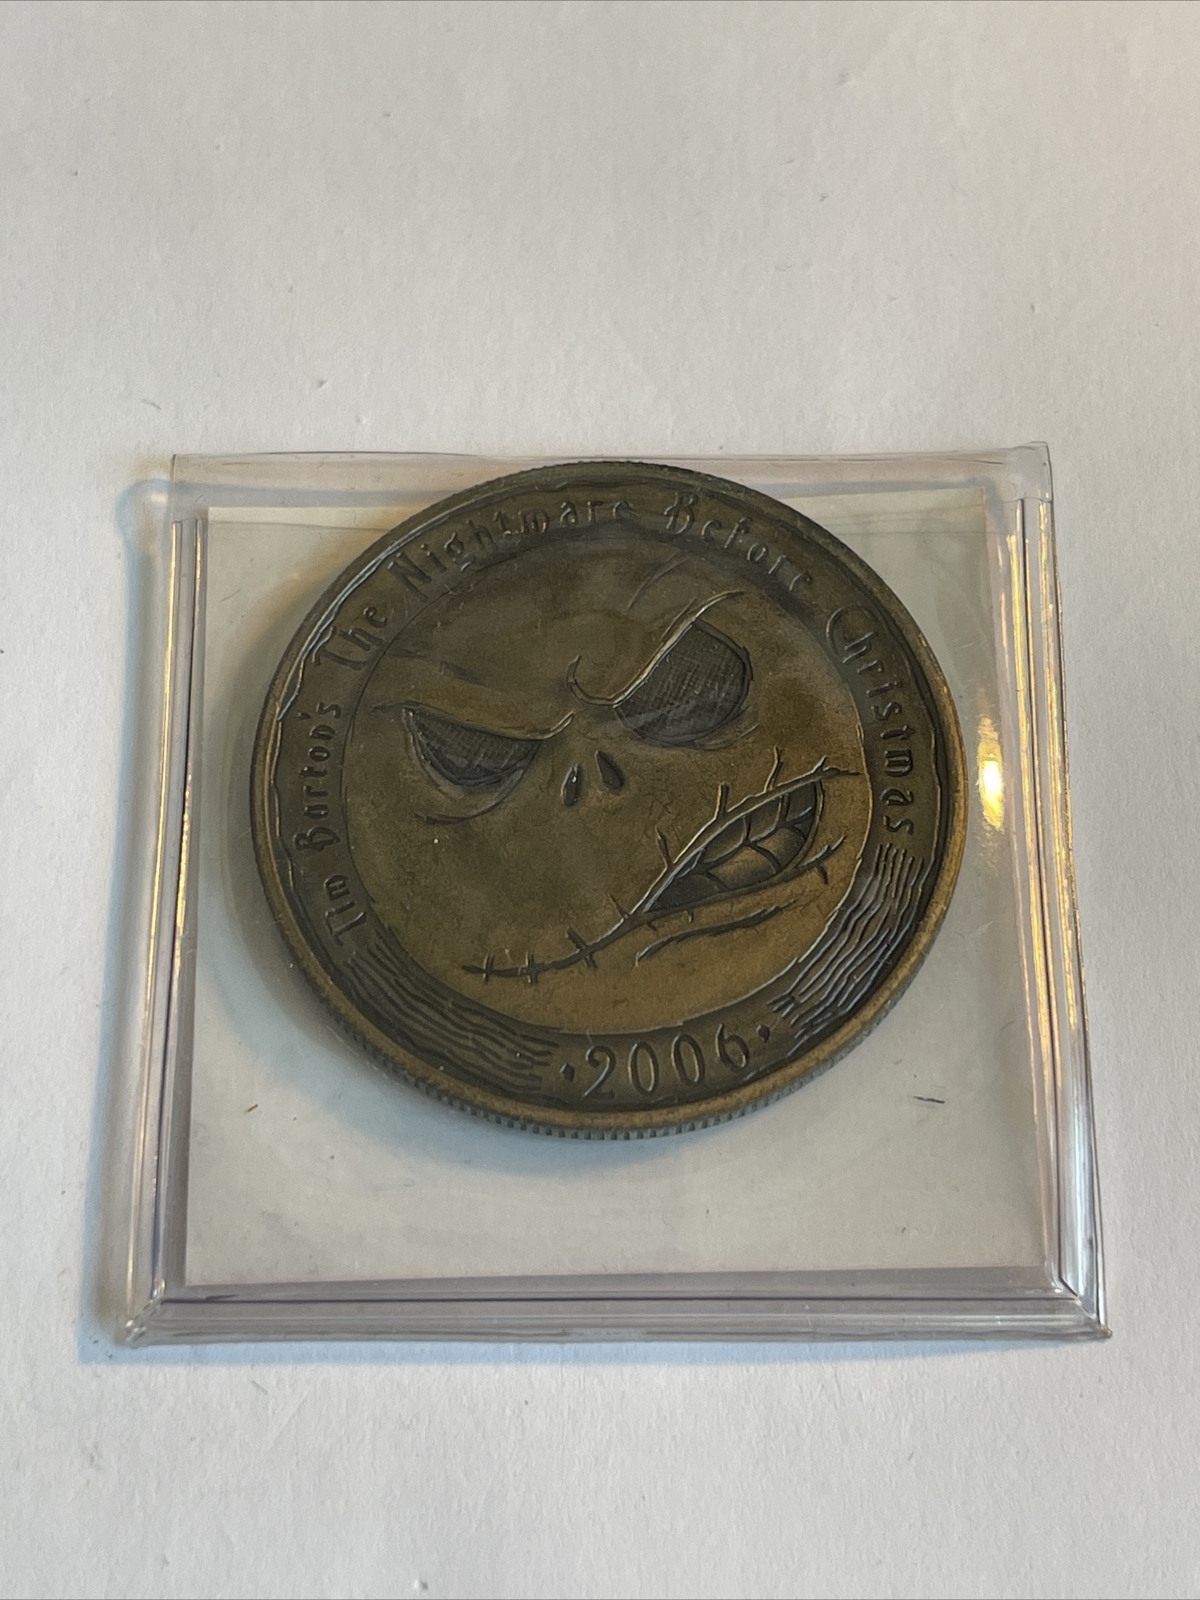 Tim Burton's The Nightmare Before Christmas
· 2006 ·